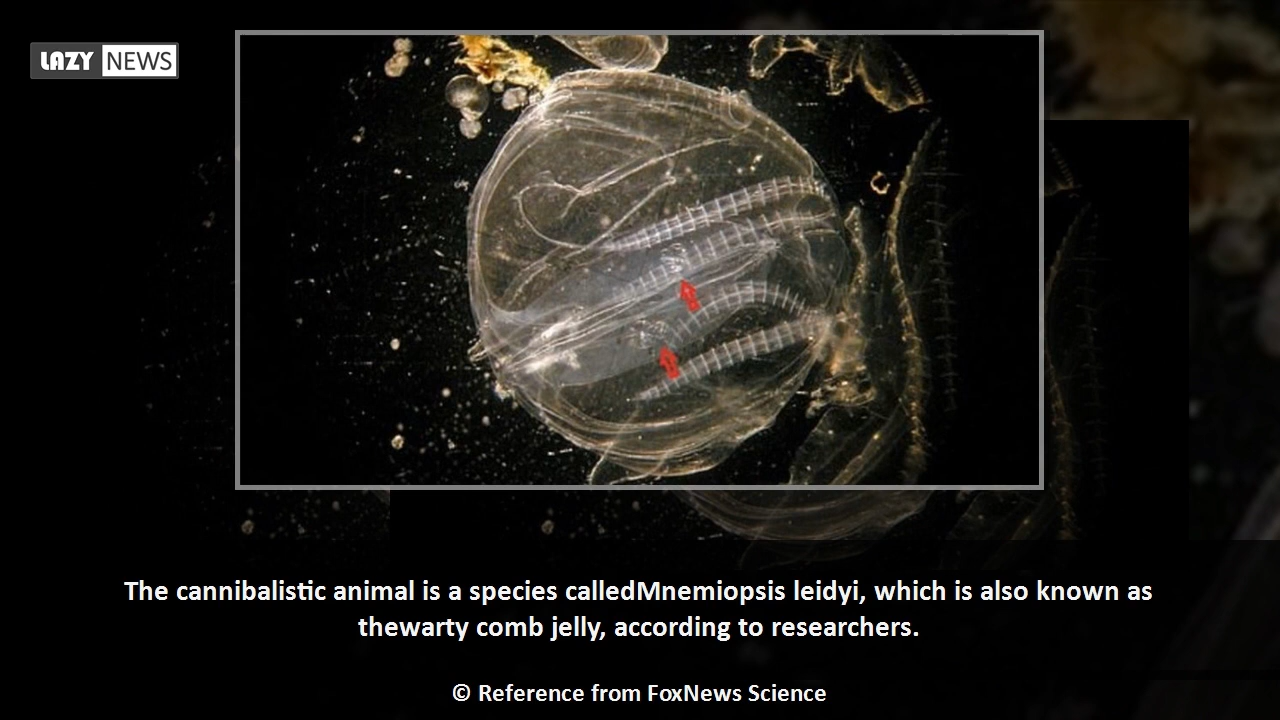 LAZY NEWS
The cannibalistic animal is a species calledMnemiopsis leidyi, which is also known as
thewarty comb jelly, according to researchers.
© Reference from FoxNews Science